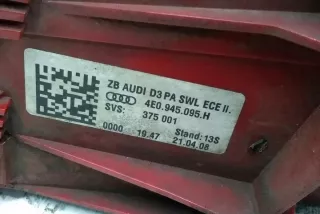 ZB AUDI D3 PA SWL ECE II.
4E0.945.095.H
SVS: 375 001
Stand: 13S
0000 19.47 21.04.08